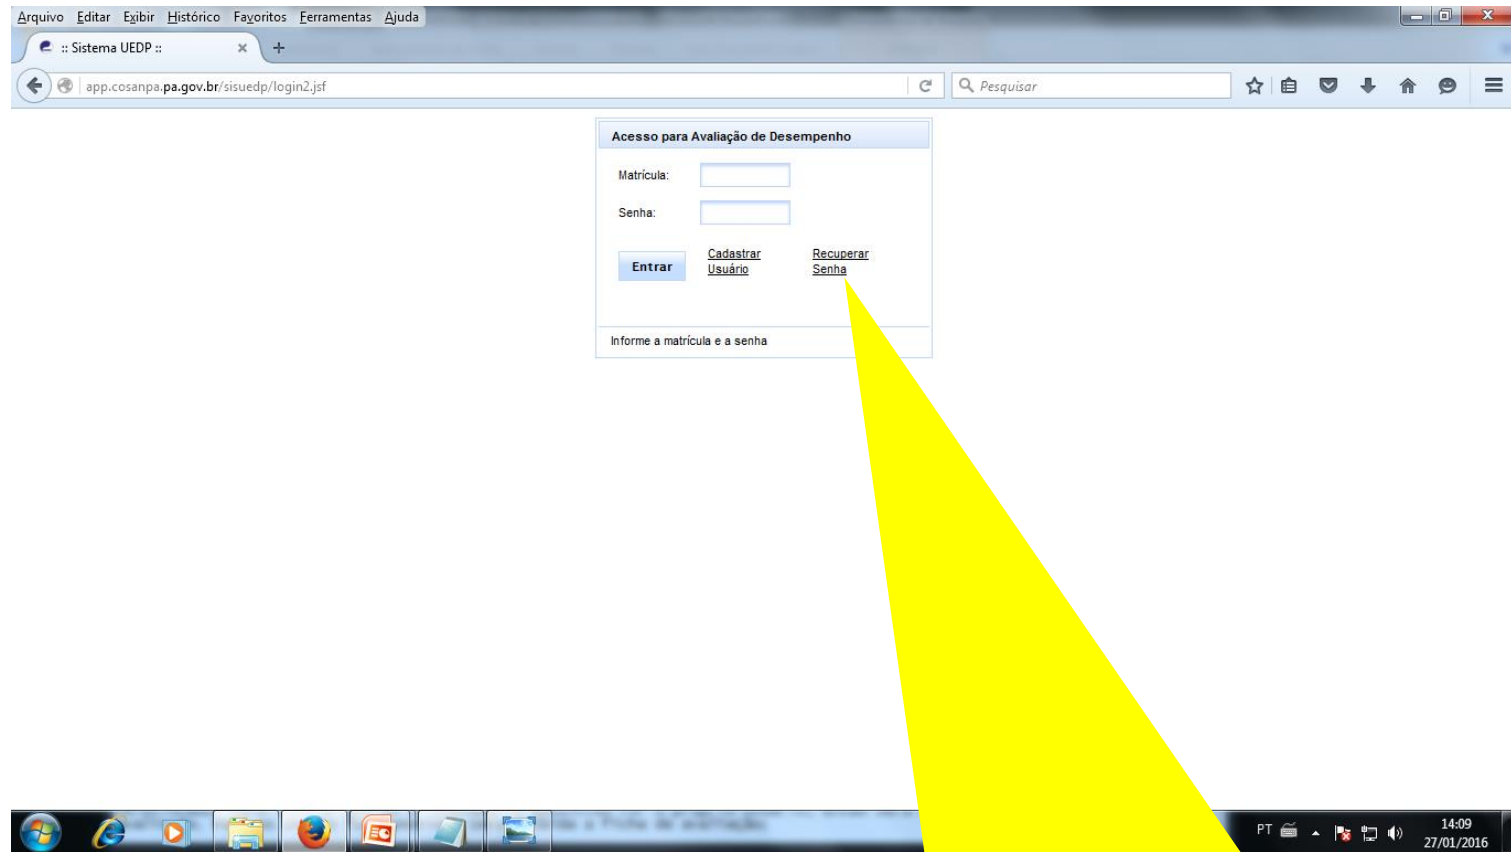 Arquivo Editar Exibir Histórico Favoritos Ferramentas Ajuda
:: Sistema UEDP ::
app.cosanpa.pa.gov.br/sisuedp/login2.jsf
Pesquisar
Acesso para Avaliação de Desempenho
Matrícula:
Senha:
Entrar
Cadastrar
Usuário
Recuperar
Senha
Informe a matrícula e a senha
PT
14:09
27/01/2016